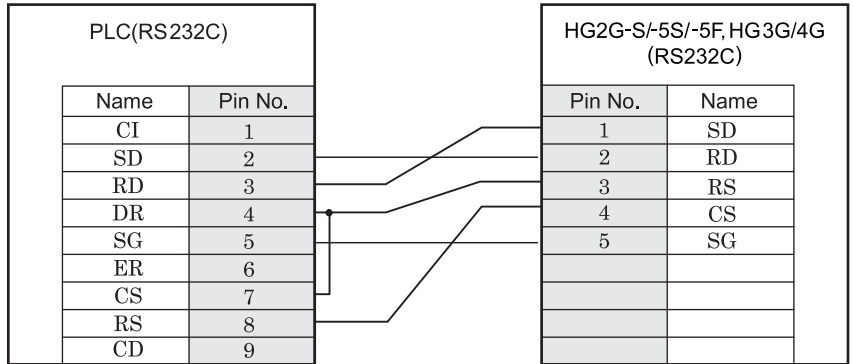 PLC(RS232C)
HG2G-S/-5S/-5F, HG3G/4G
(RS232C)
Name Pin No.
CI 1
SD 2
RD 3
DR 4
SG 5
ER 6
CS 7
RS 8
CD 9
Pin No. Name
1 SD
2 RD
3 RS
4 CS
5 SG